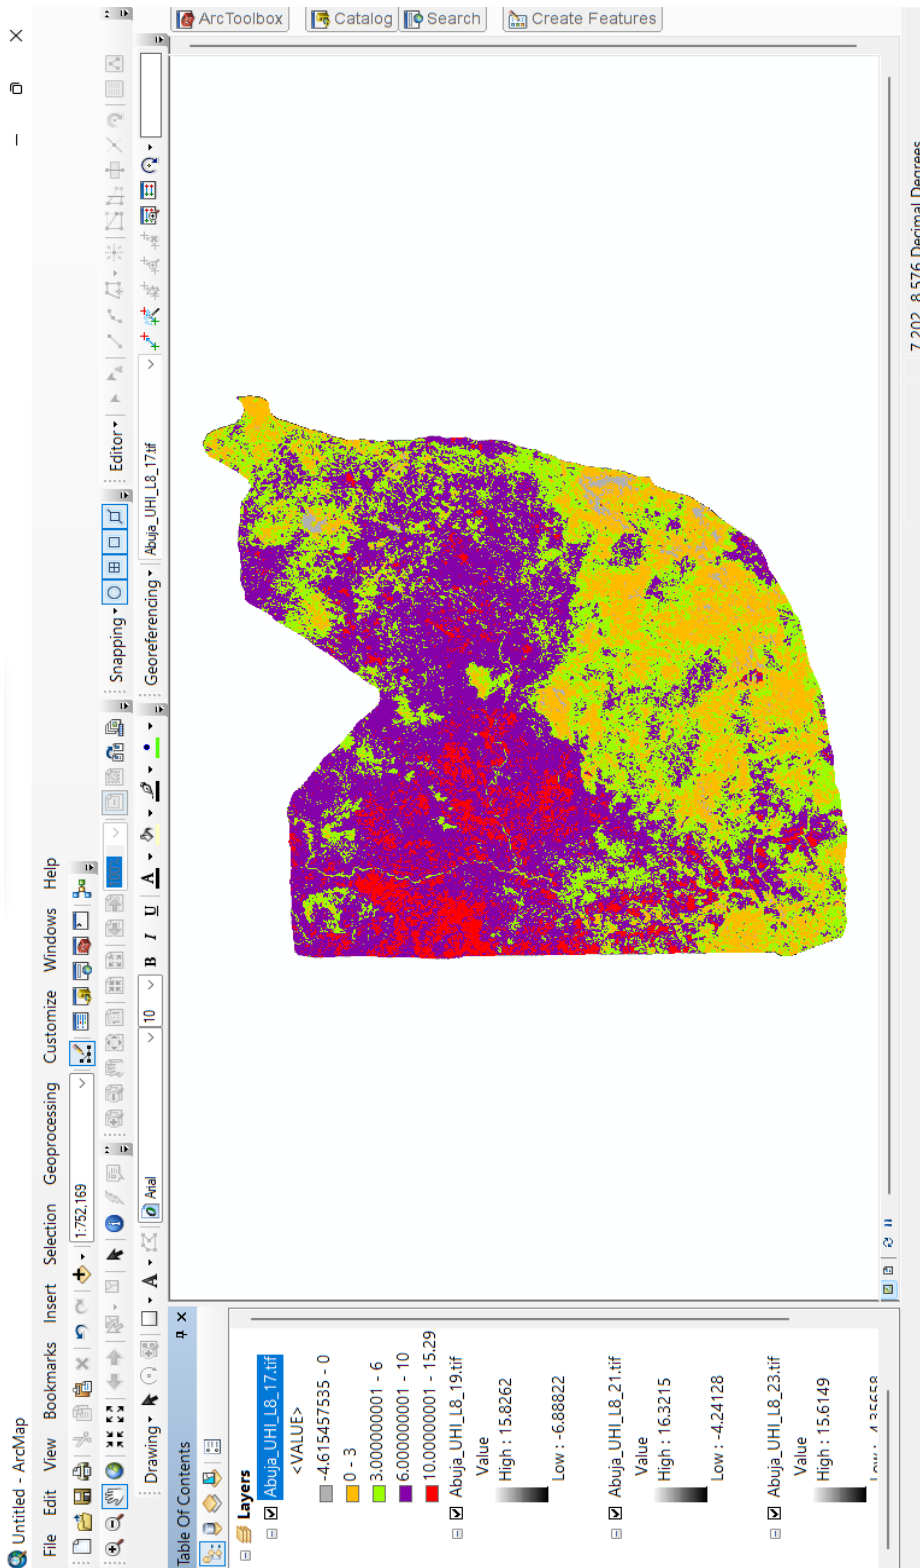 Untitled - ArcMap
File Edit View Bookmarks Insert Selection Geoprocessing Customize Windows Help
1:752,169
Snapping
Editor
Drawing
A
Arial
10
B I U
A
Georeferencing
Abuja_UHI_L8_17.tif
Table Of Contents
Layers
Abuja_UHI_L8_17.tif
<VALUE>
-4.615457535 - 0
0 - 3
3.000000001 - 6
6.000000001 - 10
10.00000001 - 15.29
Abuja_UHI_L8_19.tif
Value
High : 15.8262
Low : -6.88822
Abuja_UHI_L8_21.tif
Value
High : 16.3215
Low : -4.24128
Abuja_UHI_L8_23.tif
Value
High : 15.6149
ArcToolbox
Catalog
Search
Create Features
7.202 8.576 Decimal Degrees